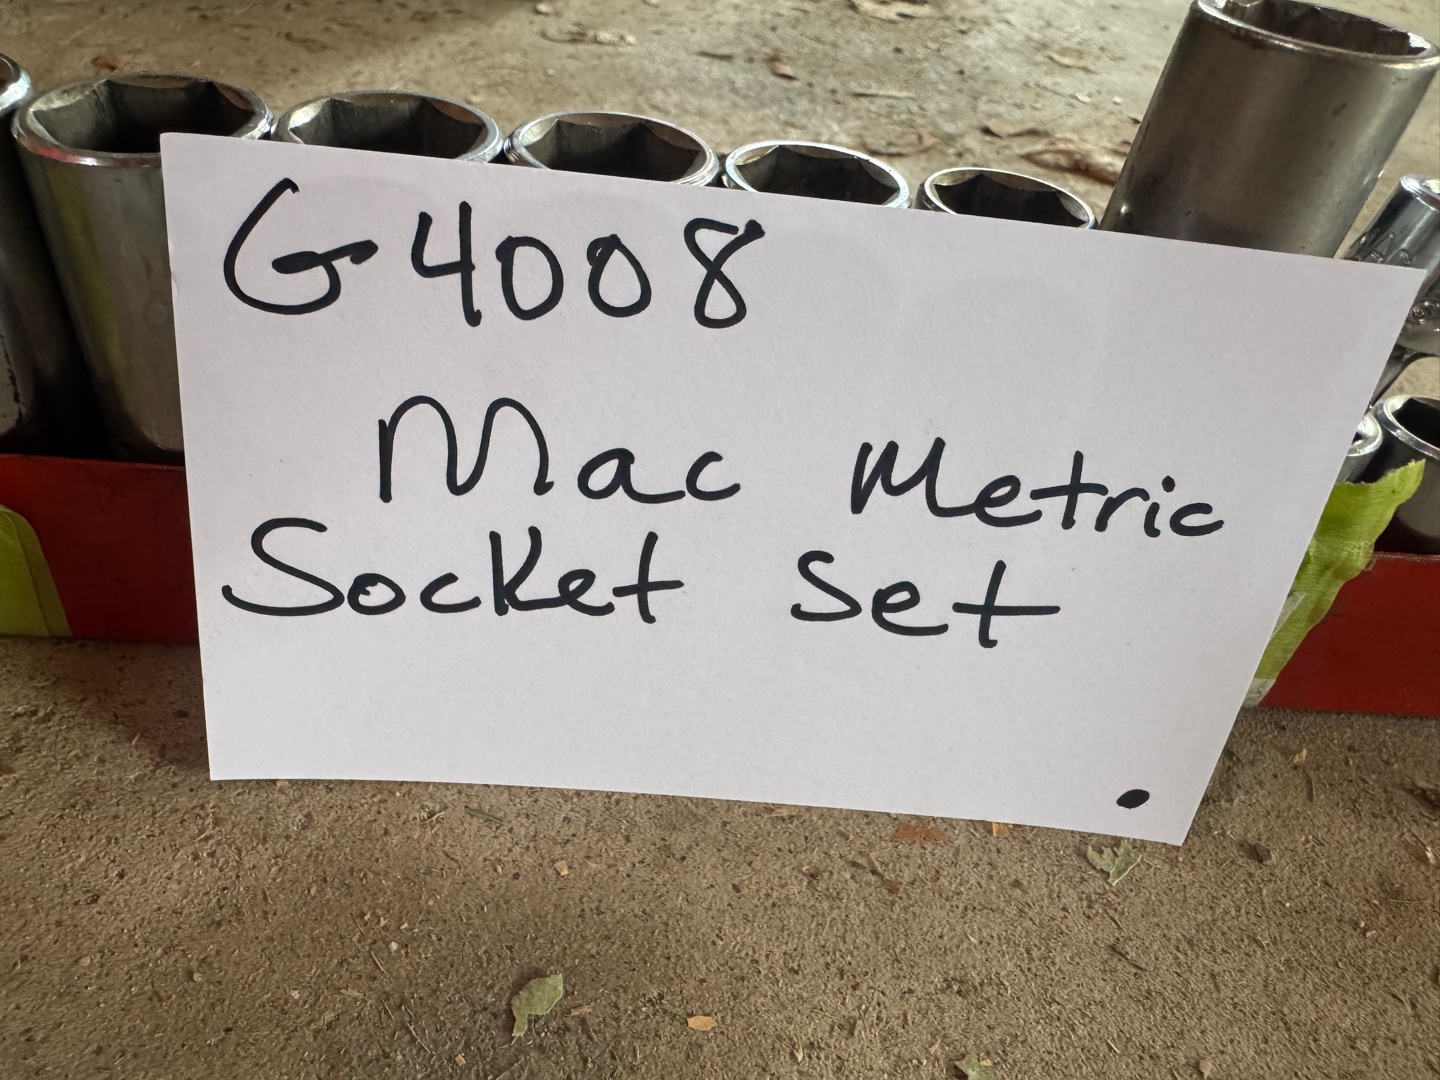 G4008
Mac Metric
Socket Set